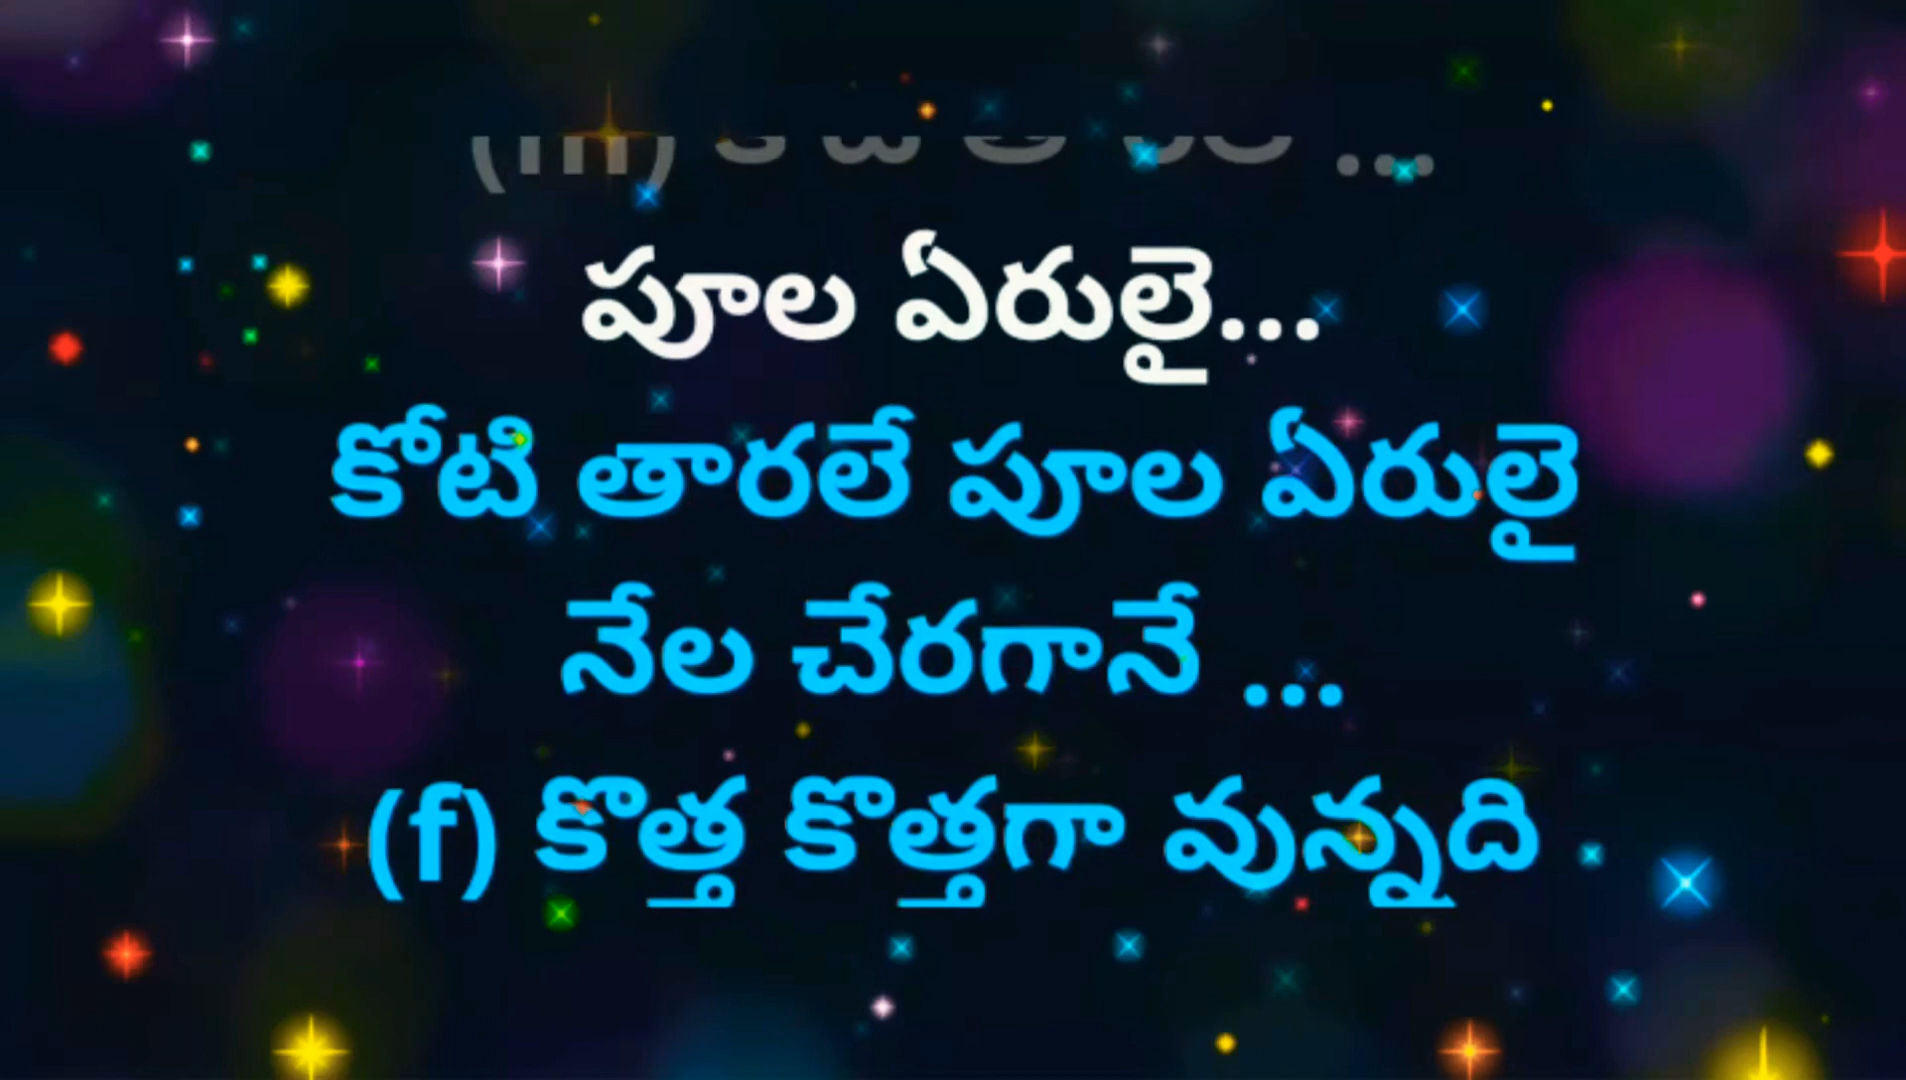 పూల ఏరులై...
కోటి తారలే పూల ఏరులై
నేల చేరగానే ...
(f) కొత్త కొత్తగా వున్నది